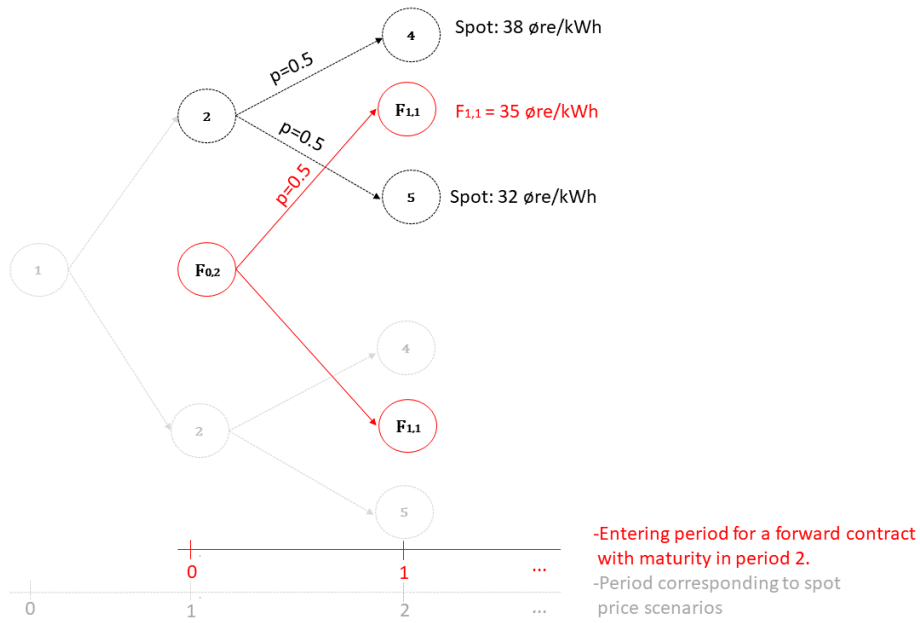 4
Spot: 38 øre/kWh
p=0.5
2
F1,1
F1,1 = 35 øre/kWh
p=0.5
p=0.5
5
Spot: 32 øre/kWh
1
F0,2
4
2
F1,1
5
-Entering period for a forward contract
with maturity in period 2.
0
1
...
-Period corresponding to spot
price scenarios
0
1
2
...